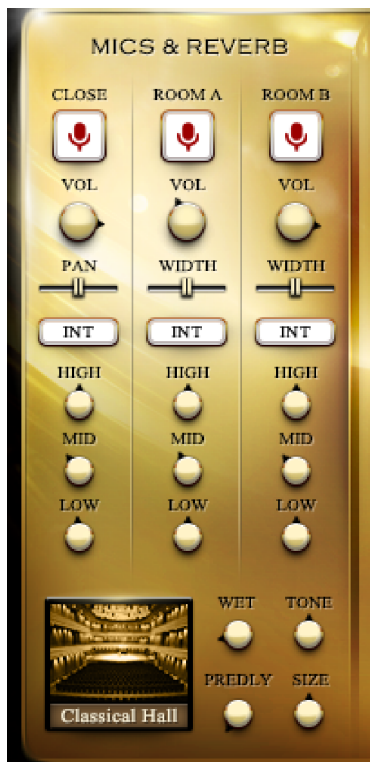 MICS & REVERB
CLOSE ROOM A ROOM B
VOL VOL VOL
PAN WIDTH WIDTH
INT INT INT
HIGH HIGH HIGH
MID MID MID
LOW LOW LOW
WET TONE
PREDLY SIZE
Classical Hall